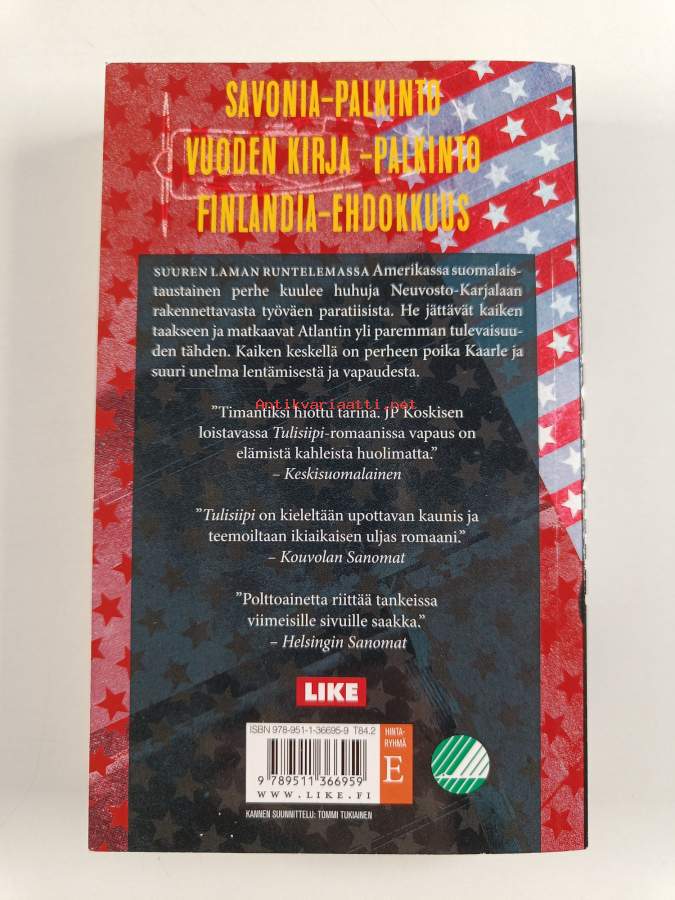 SAVONIA-PALKINTO
VUODEN KIRJA -PALKINTO
FINLANDIA-EHDOKKUUS
SUUREN LAMAN RUNTELEMASSA Amerikassa suomalais-
taustainen perhe kuulee huhuja Neuvosto-Karjalaan
rakennettavasta työväen paratiisista. He jättävät kaiken
taakseen ja matkaavat Atlantin yli paremman tulevaisuu-
den tähden. Kaiken keskellä on perheen poika Kaarle ja
suuri unelma lentämisestä ja vapaudesta.
Antikvariaatti.net
”Timantiksi hiottu tarina. JP Koskisen
loistavassa Tulisiipi-romaanissa vapaus on
elämistä kahleista huolimatta.”
– Keskisuomalainen
”Tulisiipi on kieleltään upottavan kaunis ja
teemoiltaan ikiaikaisen uljas romaani.”
– Kouvolan Sanomat
”Polttoainetta riittää tankeissa
viimeisille sivuille saakka.”
– Helsingin Sanomat
LIKE
ISBN 978-951-1-36695-9 T84.2
9 789511 366959
WWW.LIKE.FI
HINTA-
RYHMÄ
E
KANNEN SUUNNITTELU: TOMMI TUKIAINEN